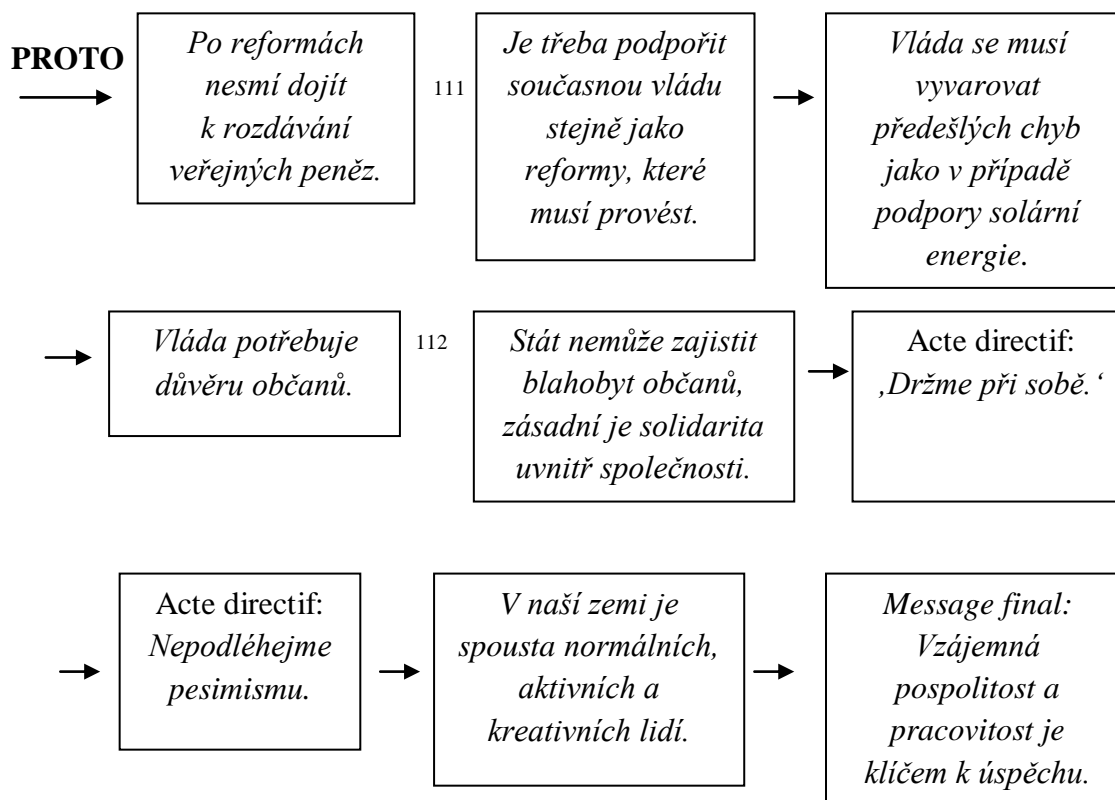 PROTO
Po reformách
nesmí dojít
k rozdávání
veřejných peněz.
111
Je třeba podpořit
současnou vládu
stejně jako
reformy, které
musí provést.
Vláda se musí
vyvarovat
předešlých chyb
jako v případě
podpory solární
energie.
Vláda potřebuje
důvěru občanů.
112
Stát nemůže zajistit
blahobyt občanů,
zásadní je solidarita
uvnitř společnosti.
Acte directif:
‚Držme při sobě.‘
Acte directif:
Nepodléhejme
pesimismu.
V naší zemi je
spousta normálních,
aktivních a
kreativních lidí.
Message final:
Vzájemná
pospolitost a
pracovitost je
klíčem k úspěchu.